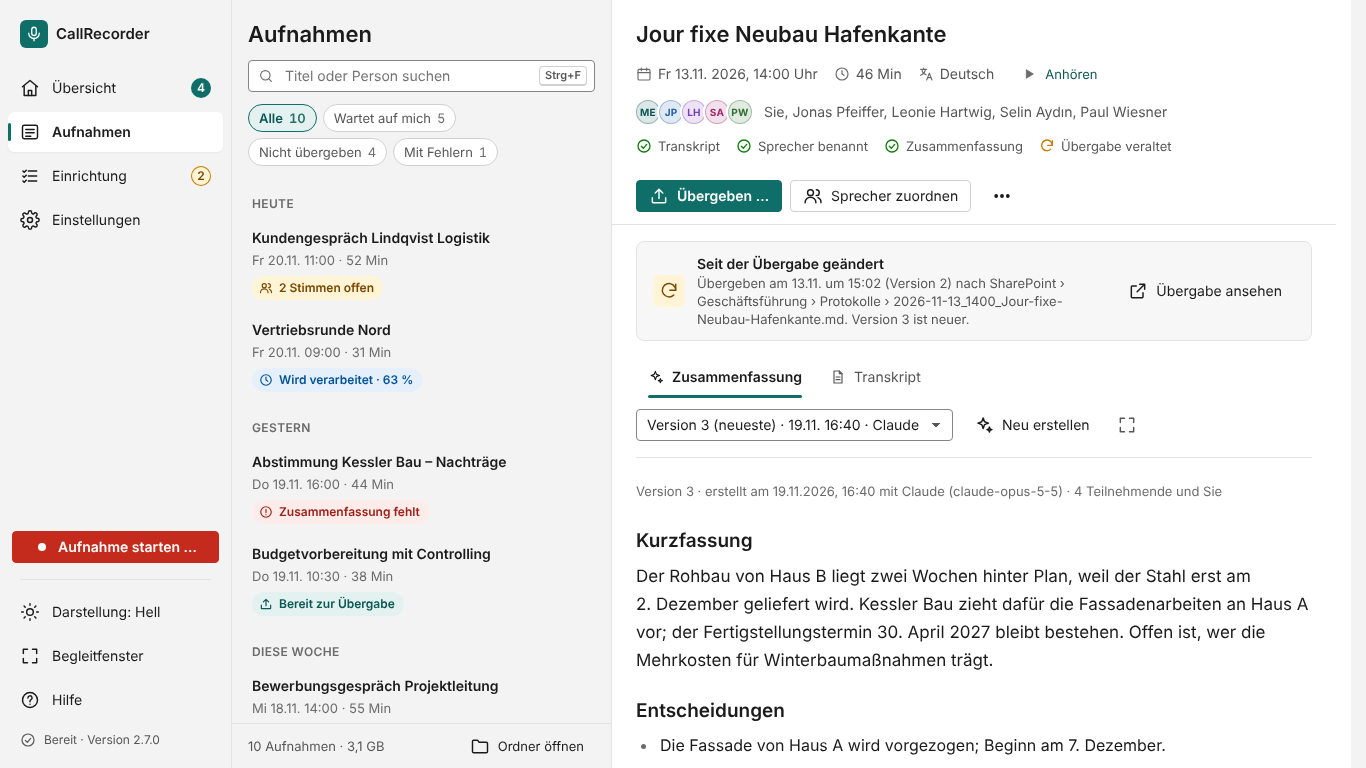 CallRecorder
Übersicht 4
Aufnahmen
Einrichtung 2
Einstellungen
Aufnahme starten ...
Darstellung: Hell
Begleitfenster
Hilfe
Bereit · Version 2.7.0
Aufnahmen
Titel oder Person suchen Strg+F
Alle 10 Wartet auf mich 5
Nicht übergeben 4 Mit Fehlern 1
HEUTE
Kundengespräch Lindqvist Logistik
Fr 20.11. 11:00 · 52 Min
2 Stimmen offen
Vertriebsrunde Nord
Fr 20.11. 09:00 · 31 Min
Wird verarbeitet · 63 %
GESTERN
Abstimmung Kessler Bau – Nachträge
Do 19.11. 16:00 · 44 Min
Zusammenfassung fehlt
Budgetvorbereitung mit Controlling
Do 19.11. 10:30 · 38 Min
Bereit zur Übergabe
DIESE WOCHE
Bewerbungsgespräch Projektleitung
Mi 18.11. 14:00 · 55 Min
10 Aufnahmen · 3,1 GB Ordner öffnen
Jour fixe Neubau Hafenkante
Fr 13.11. 2026, 14:00 Uhr 46 Min Deutsch Anhören
ME JP LH SA PW Sie, Jonas Pfeiffer, Leonie Hartwig, Selin Aydın, Paul Wiesner
Transkript Sprecher benannt Zusammenfassung Übergabe veraltet
Übergeben ... Sprecher zuordnen
Seit der Übergabe geändert
Übergeben am 13.11. um 15:02 (Version 2) nach SharePoint ›
Geschäftsführung › Protokolle › 2026-11-13_1400_Jour-fixe-
Neubau-Hafenkante.md. Version 3 ist neuer.
Übergabe ansehen
Zusammenfassung Transkript
Version 3 (neueste) · 19.11. 16:40 · Claude Neu erstellen
Version 3 · erstellt am 19.11.2026, 16:40 mit Claude (claude-opus-5-5) · 4 Teilnehmende und Sie
Kurzfassung
Der Rohbau von Haus B liegt zwei Wochen hinter Plan, weil der Stahl erst am
2. Dezember geliefert wird. Kessler Bau zieht dafür die Fassadenarbeiten an Haus A
vor; der Fertigstellungstermin 30. April 2027 bleibt bestehen. Offen ist, wer die
Mehrkosten für Winterbaumaßnahmen trägt.
Entscheidungen
• Die Fassade von Haus A wird vorgezogen; Beginn am 7. Dezember.